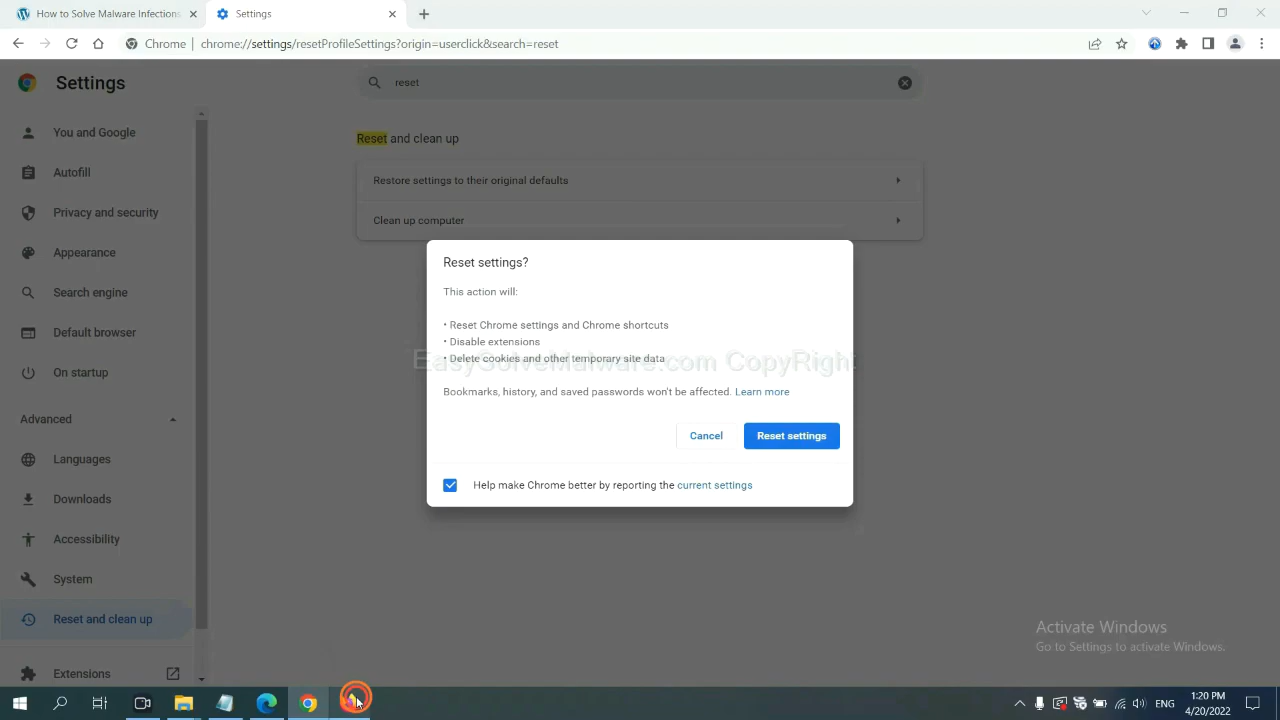 How to Solve Malware Infections
Settings
Chrome | chrome://settings/resetProfileSettings?origin=userclick&search=reset
Settings
reset
You and Google
Autofill
Privacy and security
Appearance
Search engine
Default browser
On startup
Advanced
Languages
Downloads
Accessibility
System
Reset and clean up
Extensions
Reset and clean up
Restore settings to their original defaults
Clean up computer
Reset settings?
This action will:
• Reset Chrome settings and Chrome shortcuts
• Disable extensions
• Delete cookies and other temporary site data
EasySolveMalware.com CopyRight
Bookmarks, history, and saved passwords won't be affected. Learn more
Cancel
Reset settings
Help make Chrome better by reporting the current settings
Activate Windows
Go to Settings to activate Windows.
ENG
1:20 PM
4/20/2022